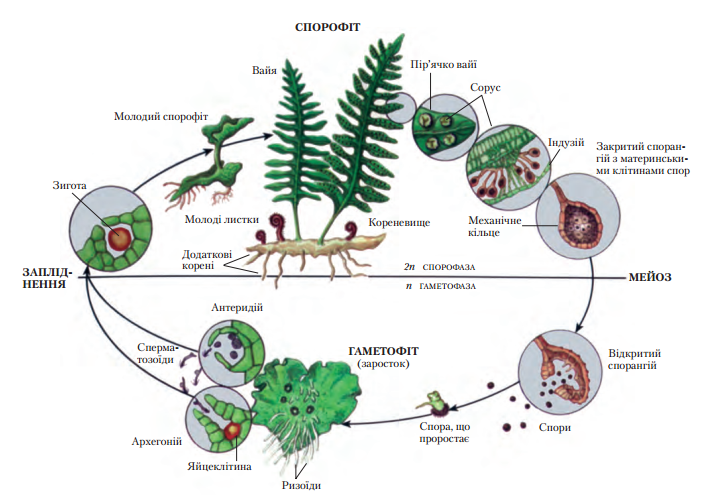 СПОРОФІТ
Вайя
Пір'ячко вайї
Сорус
Молодий спорофіт
Індузій
Закритий споран-
гій з материнськи-
ми клітинами спор
Зигота
Молоді листки
Кореневище
Механічне
кільце
Додаткові
корені
ЗАПЛІД-
НЕННЯ
2n СПОРОФАЗА
n ГАМЕТОФАЗА
МЕЙОЗ
Антеридій
Сперма-
тозоїди
ГАМЕТОФІТ
(заросток)
Відкритий
спорангій
Спора, що
проростає
Спори
Архегоній
Яйцеклітина
Ризоїди